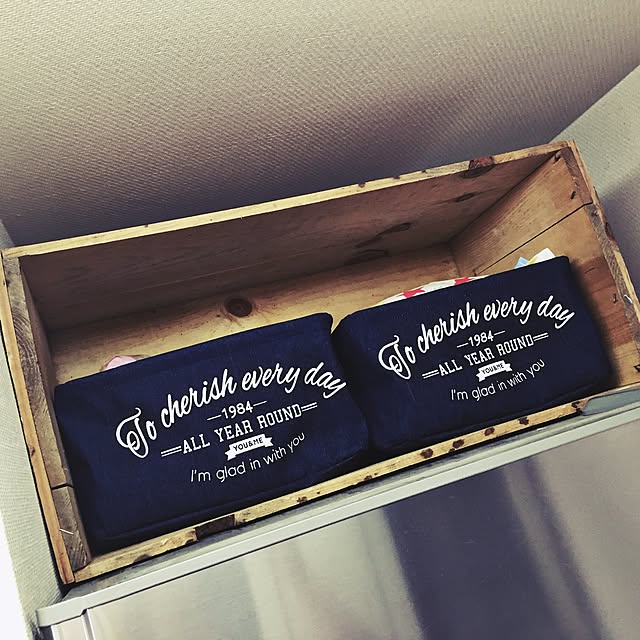 To cherish every day
1984
ALL YEAR ROUND
YOU&ME
I'm glad in with you
To cherish every day
1984
ALL YEAR ROUND
YOU&ME
I'm glad in with you